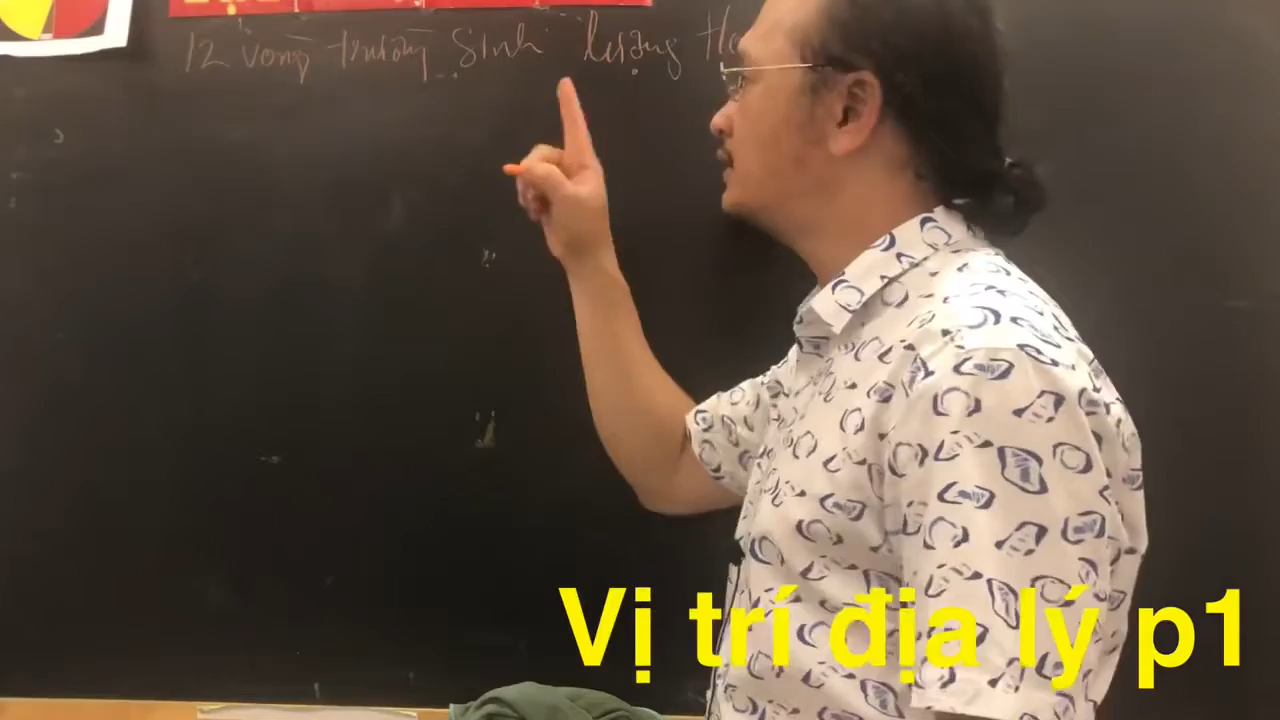 12 vòng trường sinh lượng
Vị trí địa lý p1